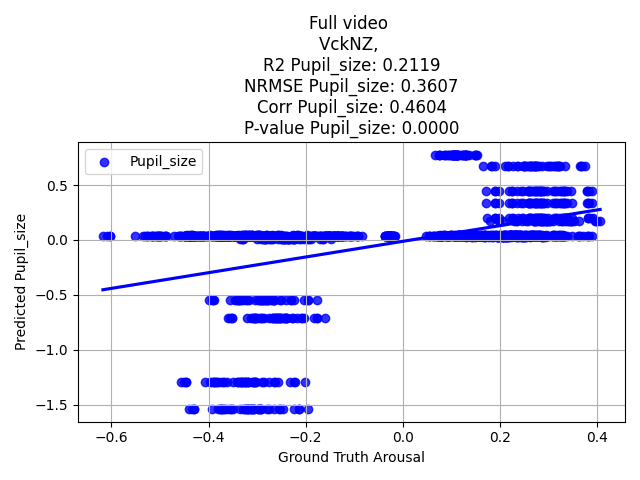 Full video
VckNZ,
R2 Pupil_size: 0.2119
NRMSE Pupil_size: 0.3607
Corr Pupil_size: 0.4604
P-value Pupil_size: 0.0000
Pupil_size
Predicted Pupil_size
0.5
0.0
−0.5
−1.0
−1.5
−0.6
−0.4
−0.2
0.0
0.2
0.4
Ground Truth Arousal